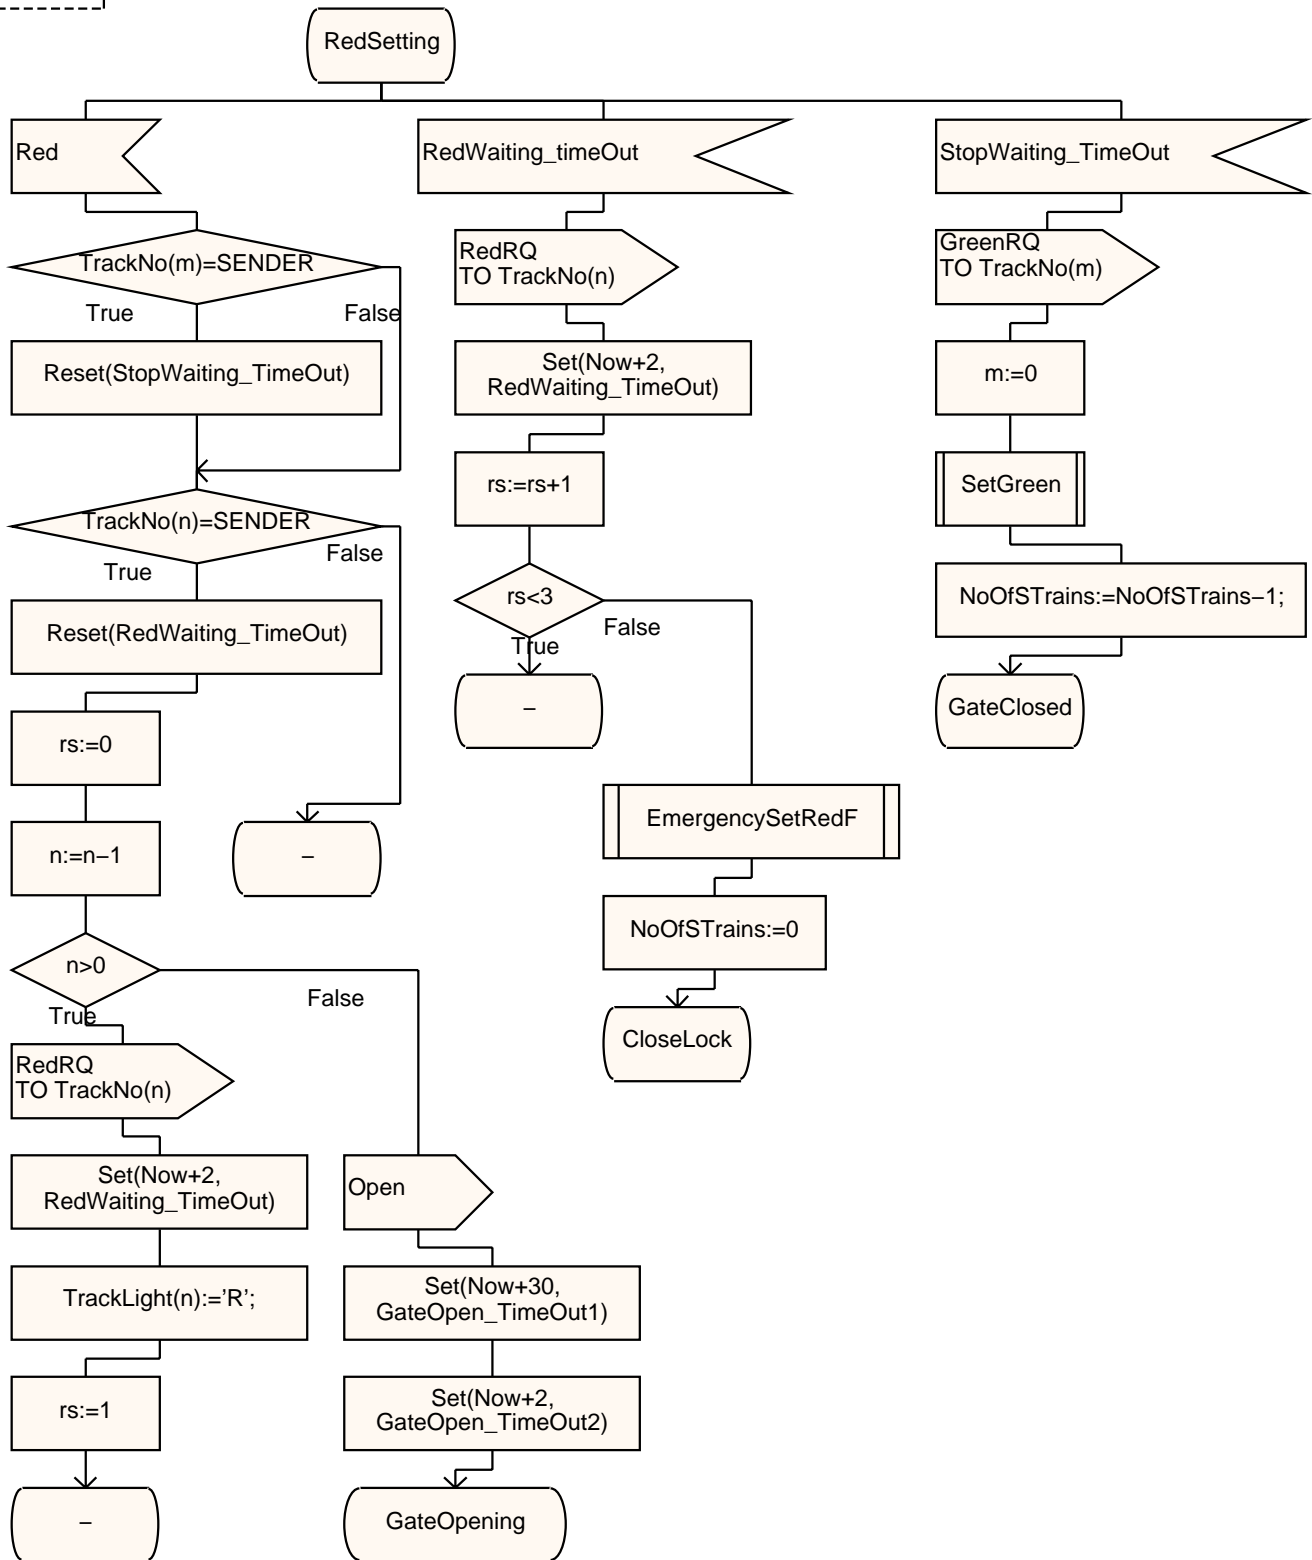 RedSetting
Red
TrackNo(m)=SENDER
True
False
Reset(StopWaiting_TimeOut)
TrackNo(n)=SENDER
True
False
Reset(RedWaiting_TimeOut)
rs:=0
n:=n−1
−
n>0
True
False
RedRQ
TO TrackNo(n)
Set(Now+2,
RedWaiting_TimeOut)
TrackLight(n):='R';
rs:=1
−
Open
Set(Now+30,
GateOpen_TimeOut1)
Set(Now+2,
GateOpen_TimeOut2)
GateOpening
RedWaiting_timeOut
RedRQ
TO TrackNo(n)
Set(Now+2,
RedWaiting_TimeOut)
rs:=rs+1
rs<3
True
False
−
EmergencySetRedF
NoOfSTrains:=0
CloseLock
StopWaiting_TimeOut
GreenRQ
TO TrackNo(m)
m:=0
SetGreen
NoOfSTrains:=NoOfSTrains−1;
GateClosed